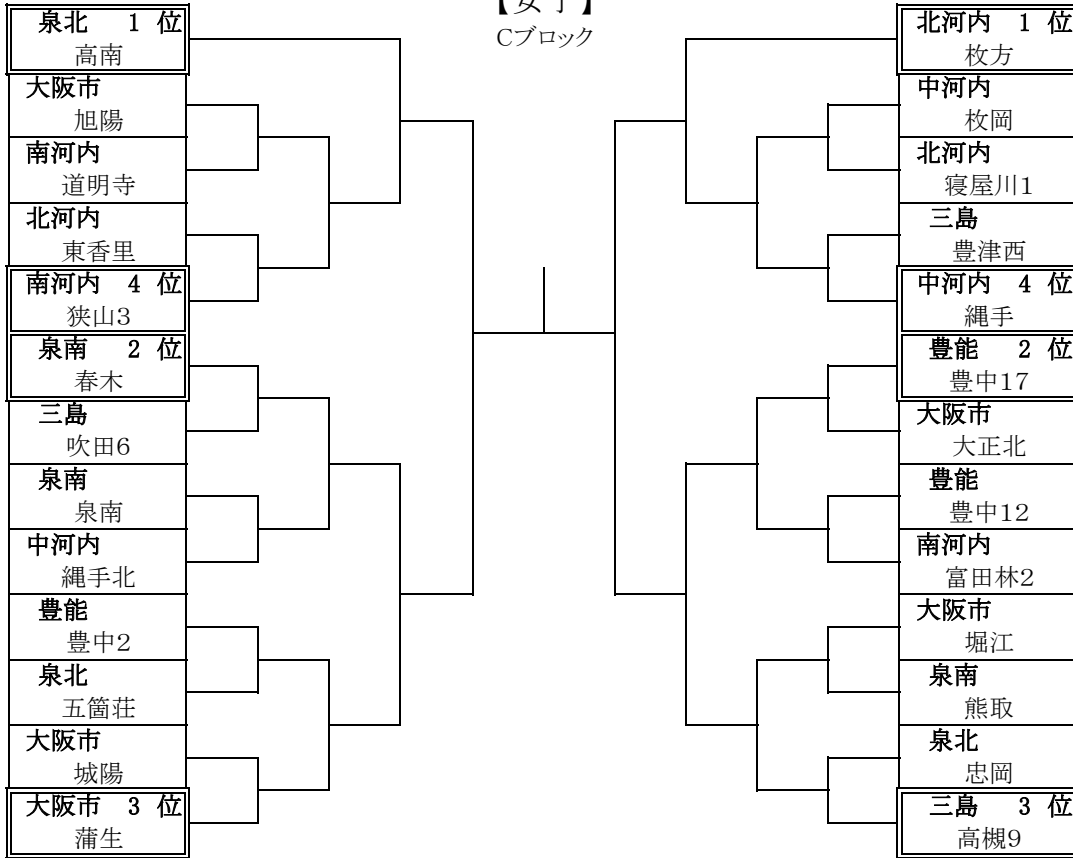 【女子】
Cブロック
泉北 1 位
高南
大阪市
旭陽
南河内
道明寺
北河内
東香里
南河内 4 位
狭山3
泉南 2 位
春木
三島
吹田6
泉南
泉南
中河内
縄手北
豊能
豊中2
泉北
五箇荘
大阪市
城陽
大阪市 3 位
蒲生
北河内 1 位
枚方
中河内
枚岡
北河内
寝屋川1
三島
豊津西
中河内 4 位
縄手
豊能 2 位
豊中17
大阪市
大正北
豊能
豊中12
南河内
富田林2
大阪市
堀江
泉南
熊取
泉北
忠岡
三島 3 位
高槻9